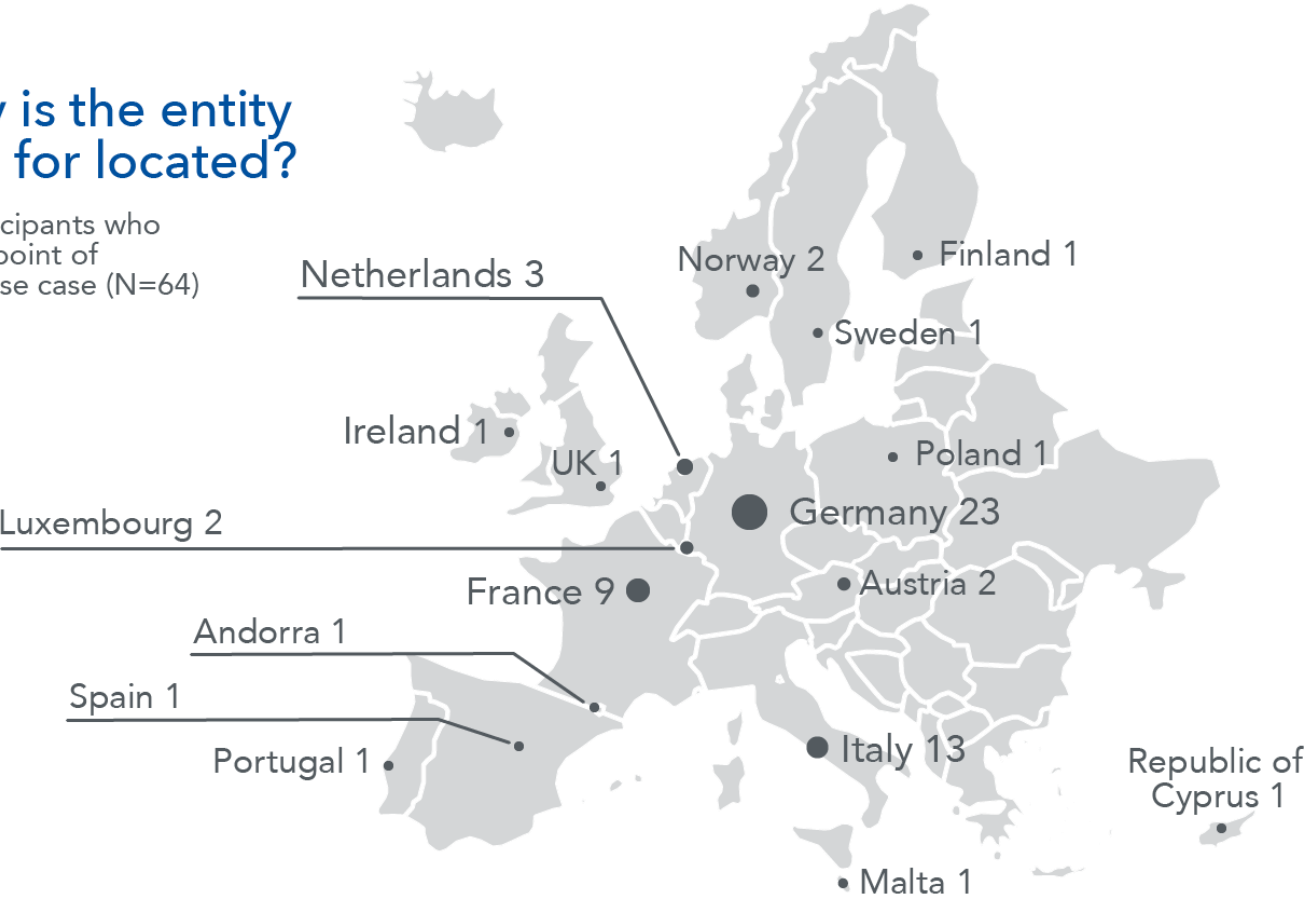 is the entity
for located?
who
point of
case (N=64)
Netherlands 3
Norway 2
Finland 1
Sweden 1
Ireland 1
UK 1
Poland 1
Luxembourg 2
Germany 23
France 9
Austria 2
Andorra 1
Spain 1
Portugal 1
Italy 13
Republic of
Cyprus 1
Malta 1